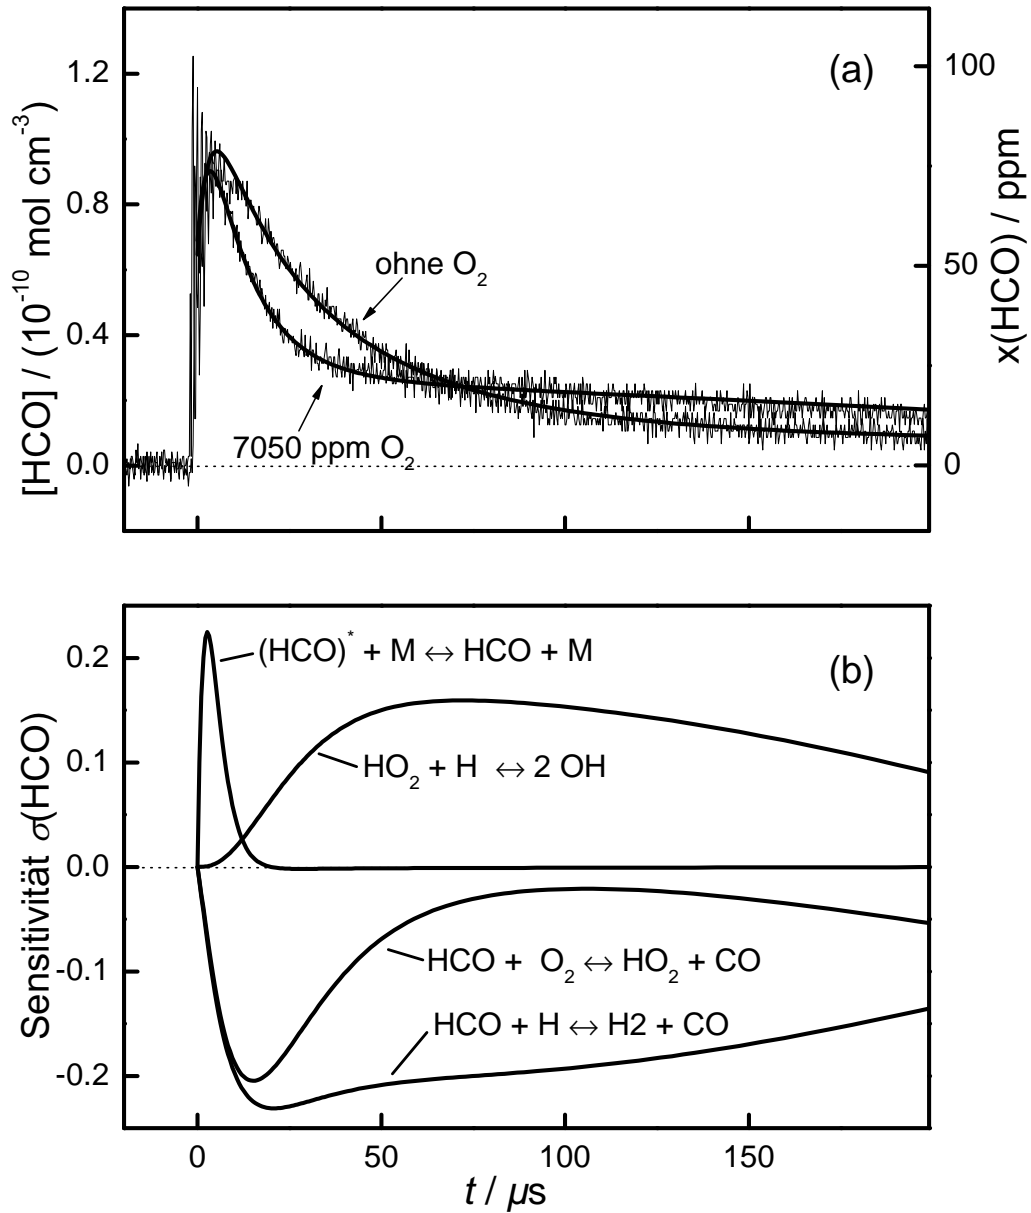 (a)
[HCO] / (10⁻¹⁰ mol cm⁻³)
1.2
0.8
0.4
0.0
x(HCO) / ppm
100
50
0
ohne O₂
7050 ppm O₂
(b)
Sensitivität σ(HCO)
0.2
0.1
0.0
-0.1
-0.2
(HCO)* + M ↔ HCO + M
HO₂ + H ↔ 2 OH
HCO + O₂ ↔ HO₂ + CO
HCO + H ↔ H2 + CO
0 50 100 150
t / μs